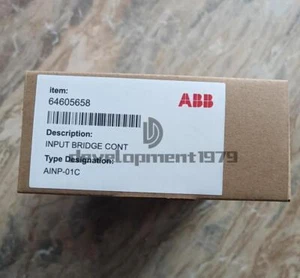 item:
64605658
ABB
Description:
INPUT BRIDGE CONT
development1979
Type Designation:
AINP-01C